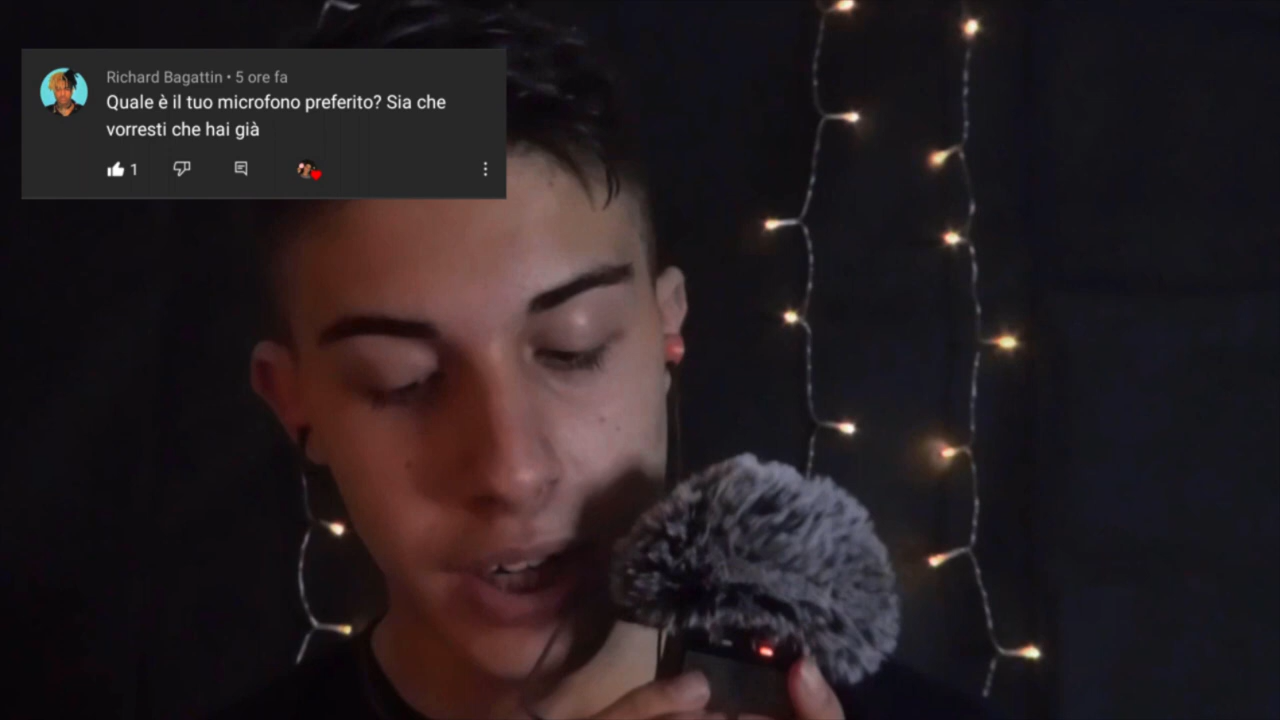 Richard Bagattin • 5 ore fa
Quale è il tuo microfono preferito? Sia che
vorresti che hai già
1